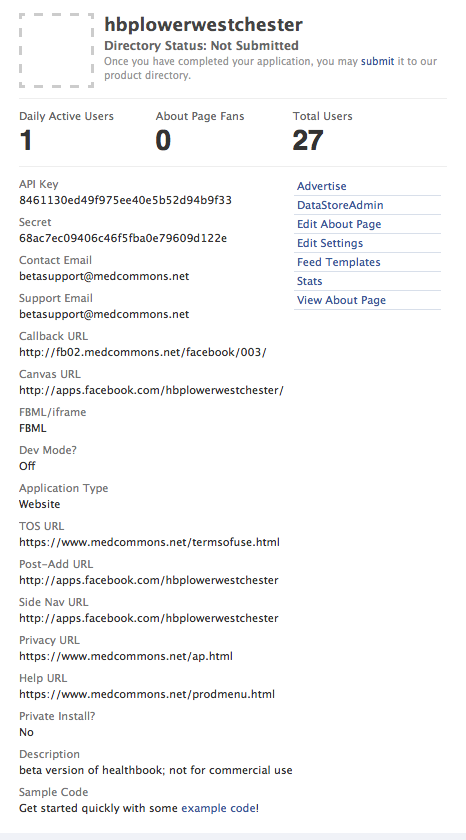 hbplowerwestchester
Directory Status: Not Submitted
Once you have completed your application, you may submit it to our
product directory.
Daily Active Users About Page Fans Total Users
1 0 27
API Key
8461130ed49f975ee40e5b52d94b9f33
Secret
68ac7ec09406c46f5fba0e79609d122e
Contact Email
betasupport@medcommons.net
Support Email
betasupport@medcommons.net
Callback URL
http://fb02.medcommons.net/facebook/003/
Canvas URL
http://apps.facebook.com/hbplowerwestchester/
FBML/iframe
FBML
Dev Mode?
Off
Application Type
Website
TOS URL
https://www.medcommons.net/termsofuse.html
Post-Add URL
http://apps.facebook.com/hbplowerwestchester
Side Nav URL
http://apps.facebook.com/hbplowerwestchester
Privacy URL
https://www.medcommons.net/ap.html
Help URL
https://www.medcommons.net/prodmenu.html
Private Install?
No
Description
beta version of healthbook; not for commercial use
Sample Code
Get started quickly with some example code!
Advertise
DataStoreAdmin
Edit About Page
Edit Settings
Feed Templates
Stats
View About Page